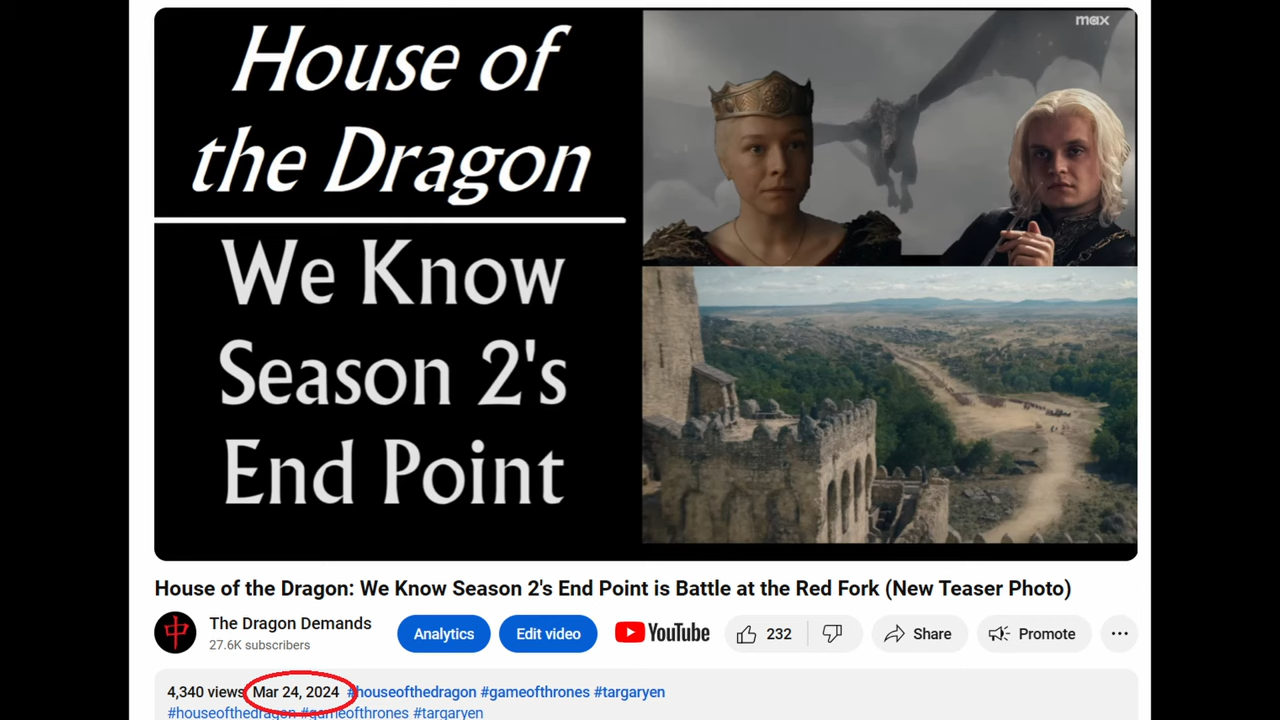 House of
the Dragon
We Know
Season 2's
End Point
max
House of the Dragon: We Know Season 2's End Point is Battle at the Red Fork (New Teaser Photo)
中
The Dragon Demands
27.6K subscribers
Analytics
Edit video
YouTube
232
Share
Promote
4,340 views Mar 24, 2024 #houseofthedragon #gameofthrones #targaryen
#houseofthedragon #gameofthrones #targaryen